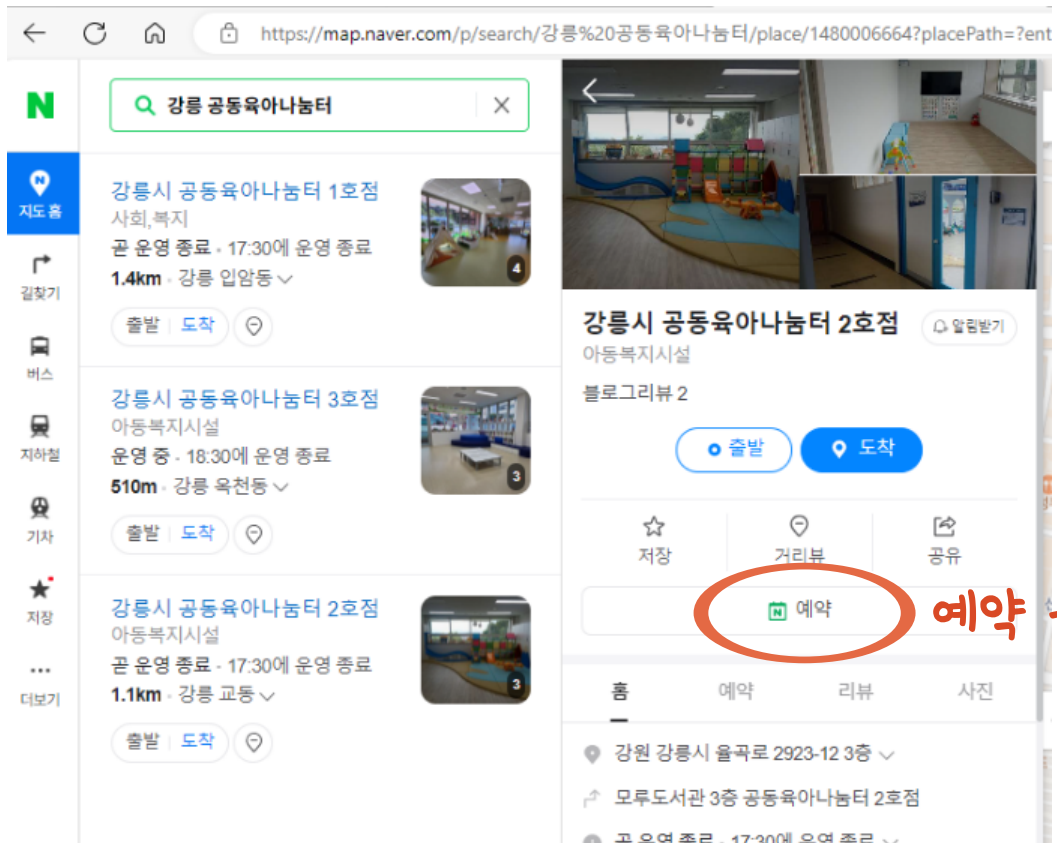 https://map.naver.com/p/search/강릉%20공동육아나눔터/place/1480006664?placePath=?ent
N
강릉 공동육아나눔터
지도 홈
길찾기
버스
지하철
기차
저장
더보기
강릉시 공동육아나눔터 1호점
사회,복지
곧 운영 종료 · 17:30에 운영 종료
1.4km · 강릉 입암동
4
출발 도착
강릉시 공동육아나눔터 3호점
아동복지시설
운영 중 · 18:30에 운영 종료
510m · 강릉 옥천동
3
출발 도착
강릉시 공동육아나눔터 2호점
아동복지시설
곧 운영 종료 · 17:30에 운영 종료
1.1km · 강릉 교동
3
출발 도착
강릉시 공동육아나눔터 2호점
알림받기
아동복지시설
블로그리뷰 2
출발 도착
저장 거리뷰 공유
N 예약
예약
홈 예약 리뷰 사진
강원 강릉시 율곡로 2923-12 3층
모루도서관 3층 공동육아나눔터 2호점
곧 운영 종료 · 17:30에 운영 종료